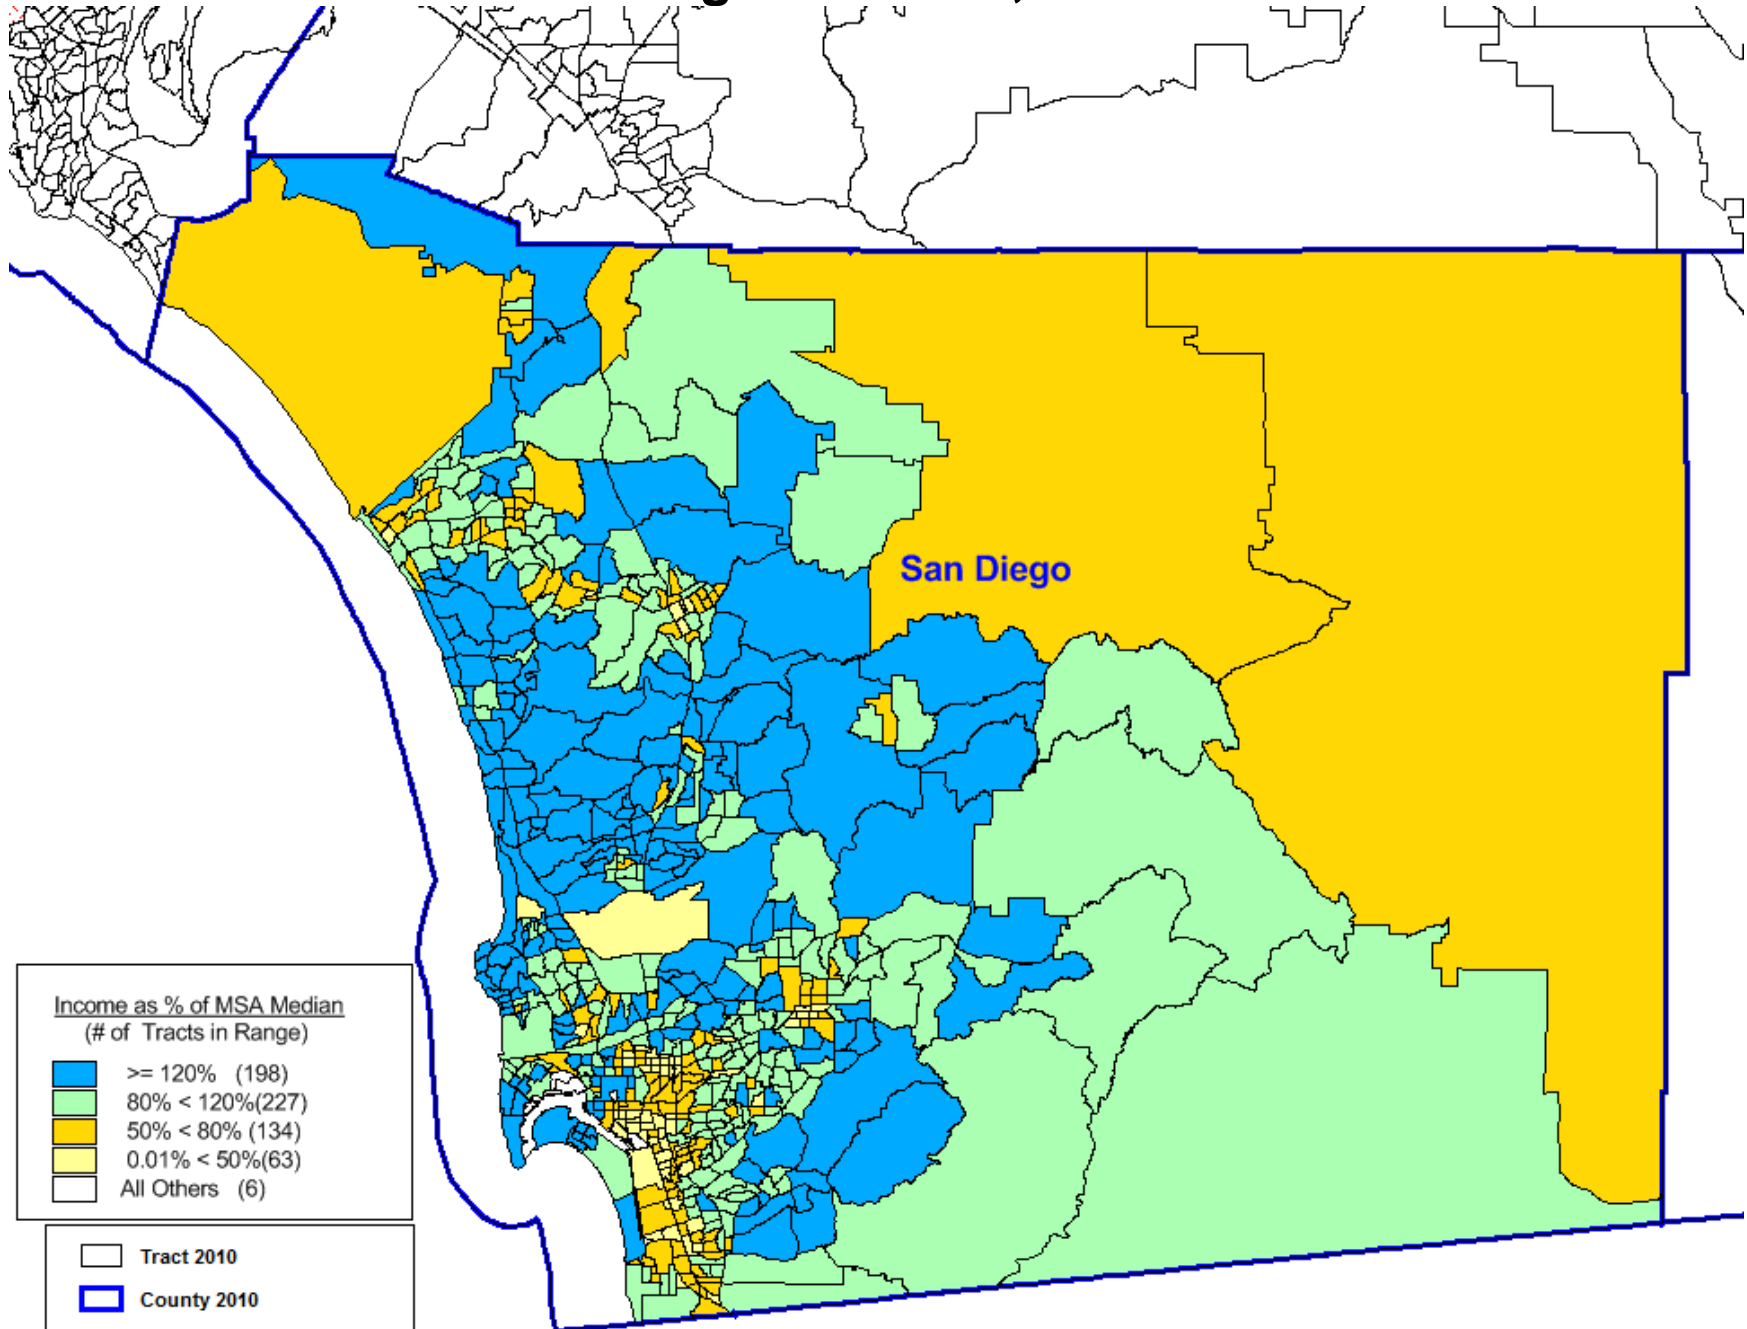 San Diego
Income as % of MSA Median
(# of Tracts in Range)
>= 120% (198)
80% < 120%(227)
50% < 80% (134)
0.01% < 50%(63)
All Others (6)
Tract 2010
County 2010